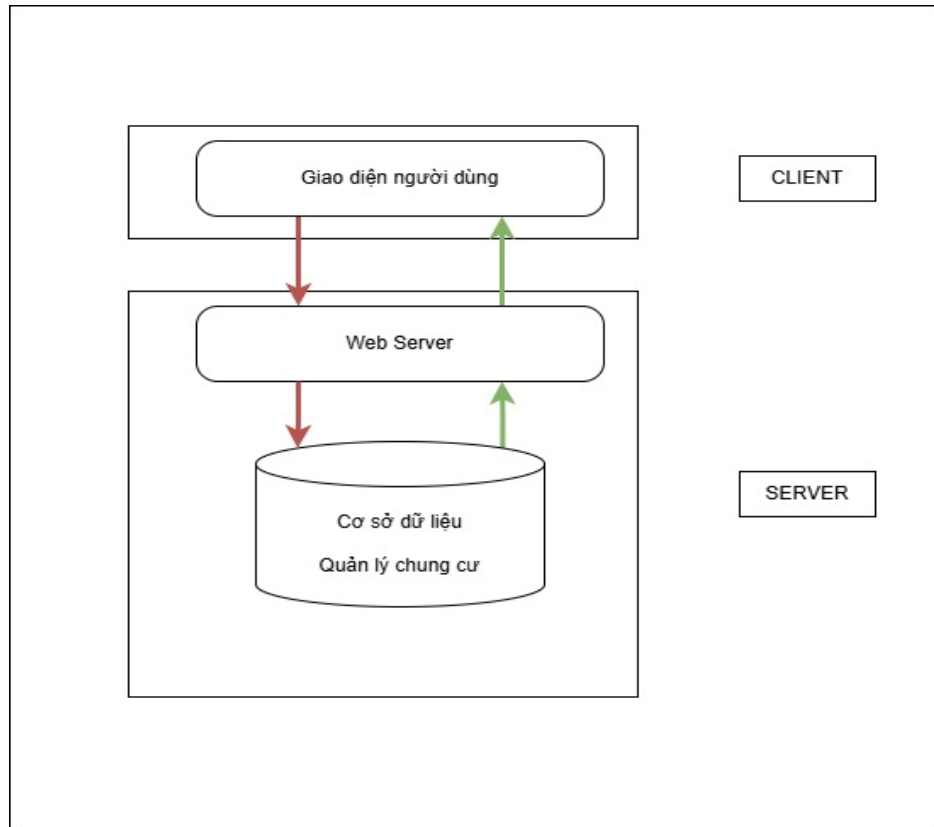 Giao diện người dùng
CLIENT
Web Server
SERVER
Cơ sở dữ liệu
Quản lý chung cư